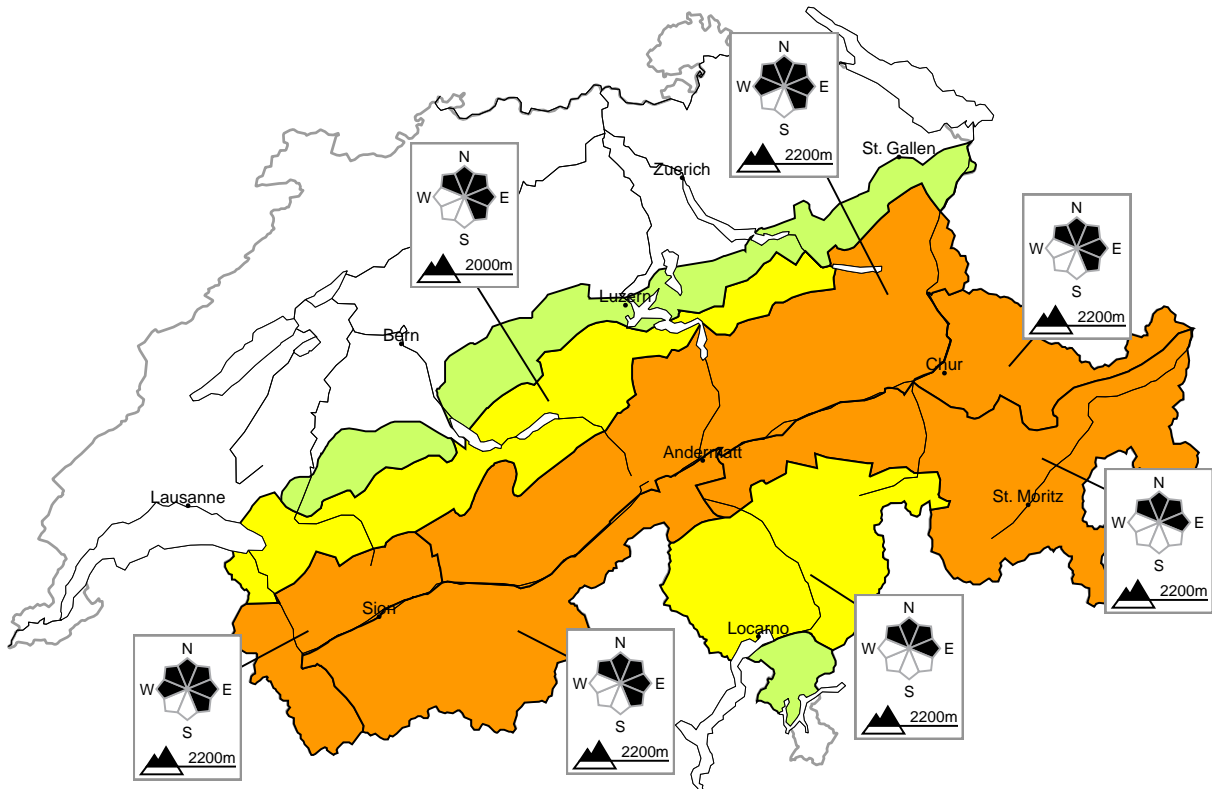 N
W E
S
2200m
St. Gallen
N
W E
S
2000m
Zuerich
N
W E
S
2200m
Luzern
Bern
Chur
Andermatt
St. Moritz
Lausanne
N
W E
S
2200m
Sion
Locarno
N
W E
S
2200m
N
W E
S
2200m
N
W E
S
2200m